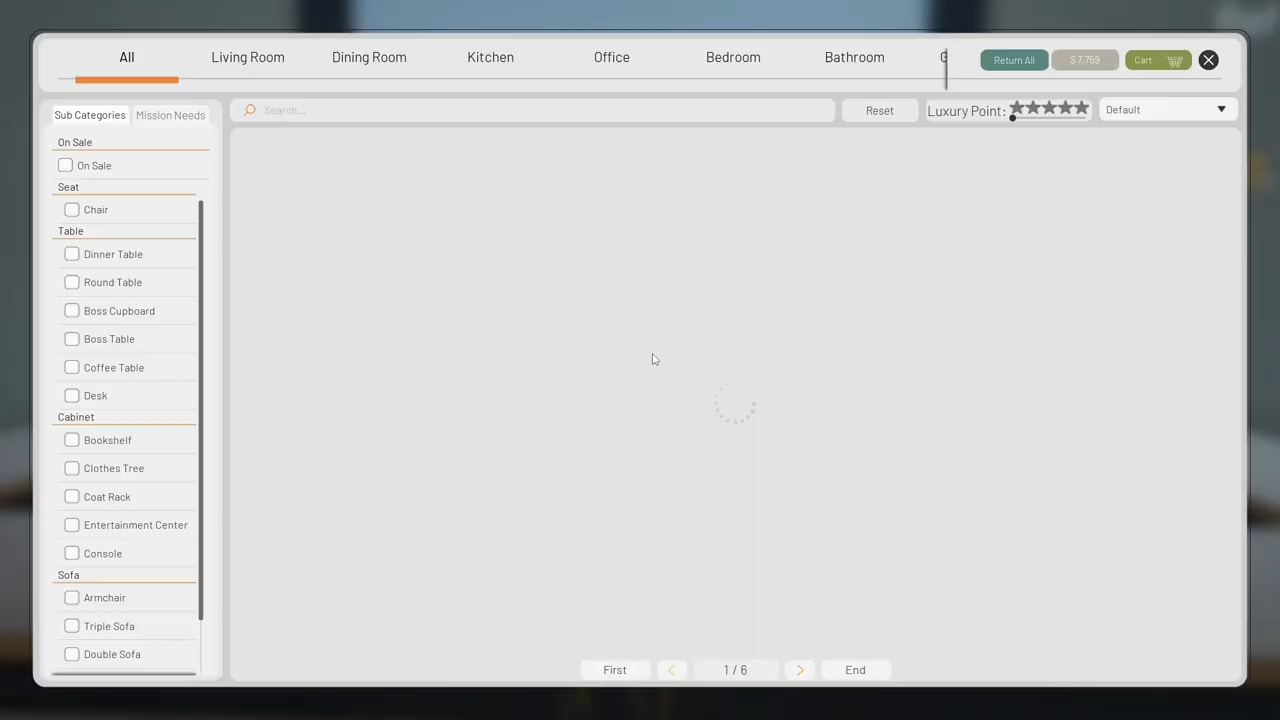 All Living Room Dining Room Kitchen Office Bedroom Bathroom
Return All $ 7,759 Cart
Sub Categories Mission Needs
Search... Reset Luxury Point: Default
On Sale
On Sale
Seat
Chair
Table
Dinner Table
Round Table
Boss Cupboard
Boss Table
Coffee Table
Desk
Cabinet
Bookshelf
Clothes Tree
Coat Rack
Entertainment Center
Console
Sofa
Armchair
Triple Sofa
Double Sofa
First < 1 / 6 > End